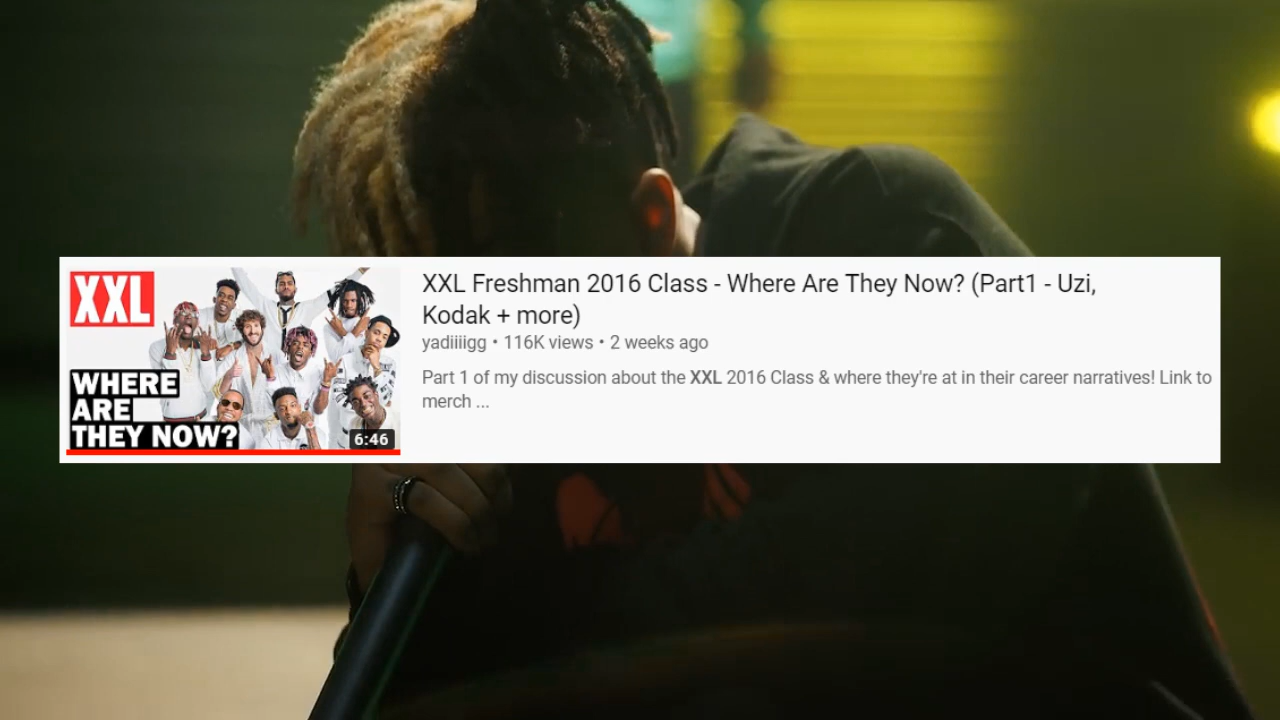 XXL
WHERE
ARE
THEY NOW?
6:46
XXL Freshman 2016 Class - Where Are They Now? (Part1 - Uzi,
Kodak + more)
yadiiiigg • 116K views • 2 weeks ago
Part 1 of my discussion about the XXL 2016 Class & where they're at in their career narratives! Link to
merch ...